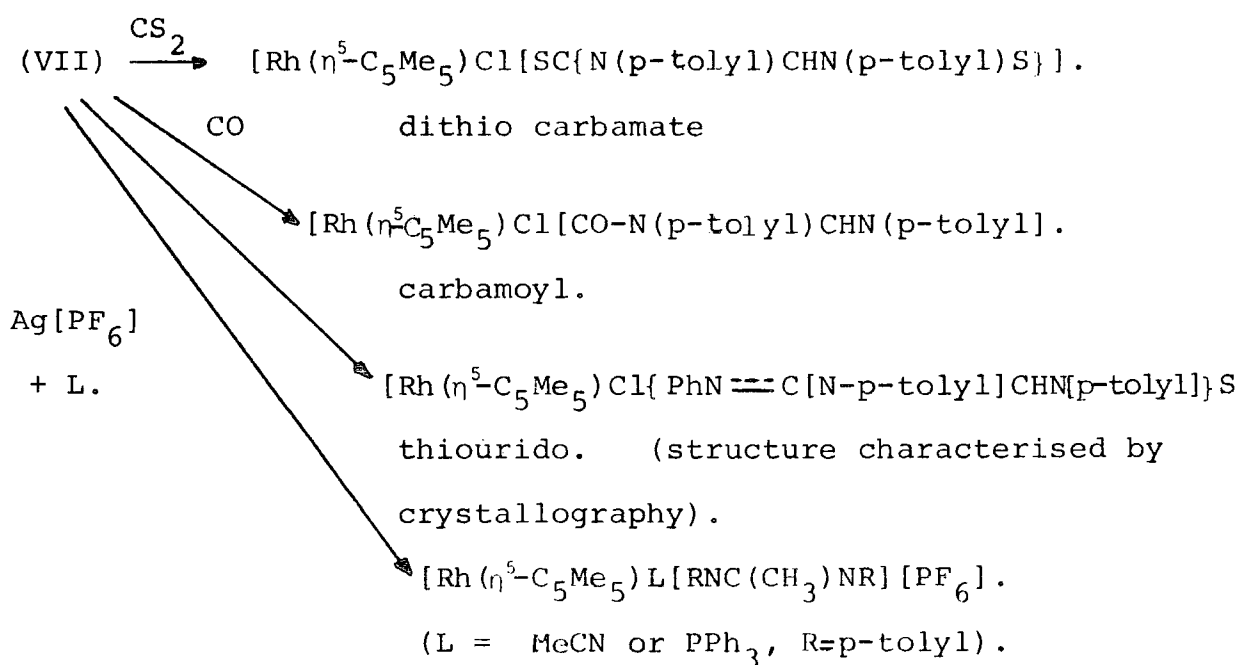 (VII) CS₂ [Rh(η⁵-C₅Me₅)Cl[SC{N(p-tolyl)CHN(p-tolyl)S}].
CO dithio carbamate
[Rh(η⁵-C₅Me₅)Cl[CO-N(p-tolyl)CHN(p-tolyl].
carbamoyl.
Ag[PF₆]
+ L. [Rh(η⁵-C₅Me₅)Cl{PhN═C[N-p-tolyl]CHN[p-tolyl]}S
thiourido. (structure characterised by
crystallography).
[Rh(η⁵-C₅Me₅)L[RNC(CH₃)NR][PF₆].
(L = MeCN or PPh₃, R=p-tolyl).